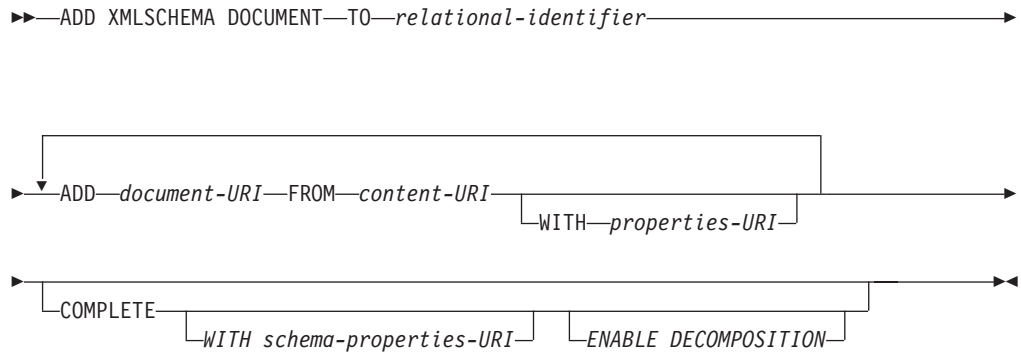 ADD XMLSCHEMA DOCUMENT TO relational-identifier
ADD document-URI FROM content-URI
WITH properties-URI
COMPLETE
WITH schema-properties-URI ENABLE DECOMPOSITION